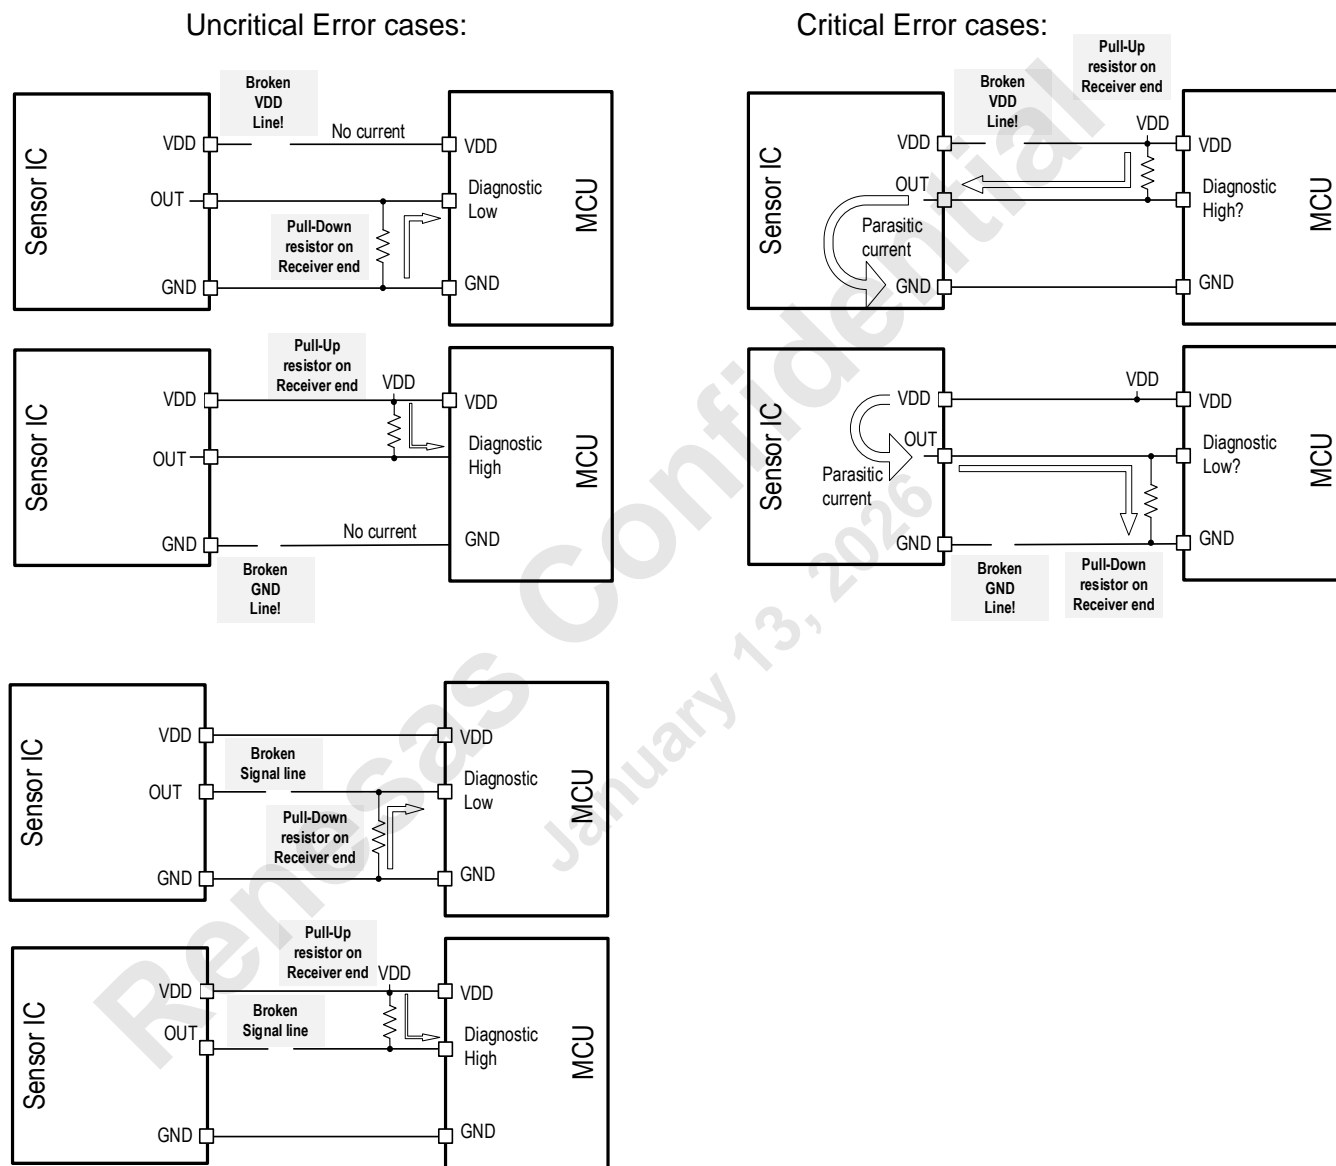 Uncritical Error cases:
Broken
VDD
Line!
No current
Sensor IC
VDD
OUT
GND
Pull-Down
resistor on
Receiver end
VDD
Diagnostic
Low
GND
MCU
Pull-Up
resistor on
Receiver end
VDD
Sensor IC
VDD
OUT
GND
No current
Broken
GND
Line!
VDD
Diagnostic
High
GND
MCU
Sensor IC
VDD
OUT
GND
Broken
Signal line
Pull-Down
resistor on
Receiver end
VDD
Diagnostic
Low
GND
MCU
Pull-Up
resistor on
Receiver end
VDD
Sensor IC
VDD
OUT
GND
Broken
Signal line
VDD
Diagnostic
High
GND
MCU
Critical Error cases:
Pull-Up
resistor on
Receiver end
Broken
VDD
Line!
VDD
Sensor IC
VDD
OUT
Parasitic
current
GND
VDD
Diagnostic
High?
GND
MCU
VDD
Sensor IC
VDD
OUT
Parasitic
current
GND
Broken
GND
Line!
Pull-Down
resistor on
Receiver end
VDD
Diagnostic
Low?
GND
MCU
Renesas Confidential
January 13, 2026